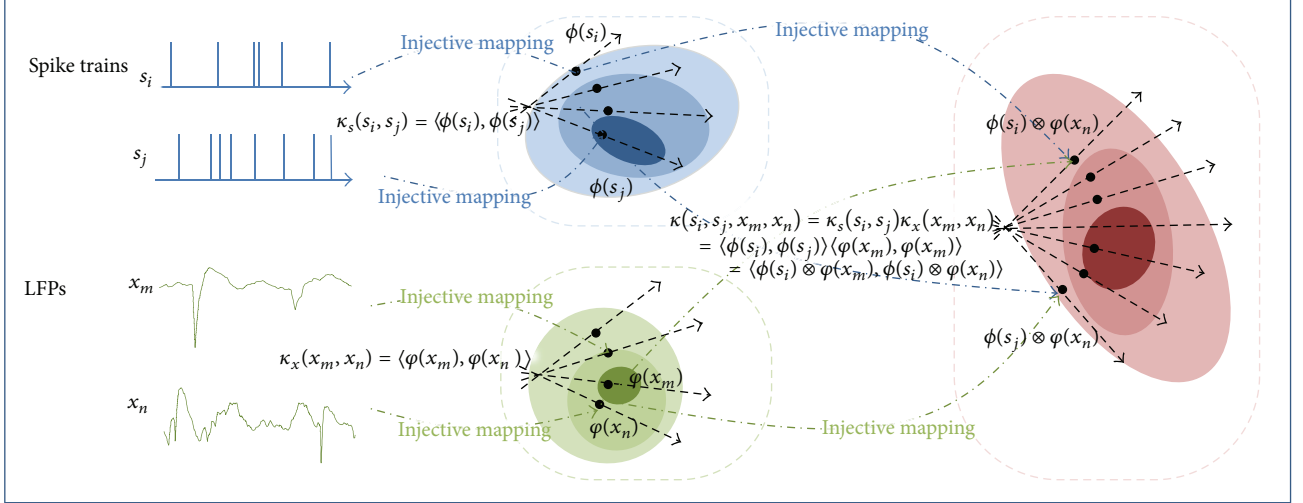 Spike trains
s_i
Injective mapping
ϕ(s_i)
Injective mapping
κ_s(s_i, s_j) = ⟨ϕ(s_i), ϕ(s_j)⟩
s_j
Injective mapping
ϕ(s_j)
ϕ(s_i) ⊗ φ(x_n)
κ(s_i, s_j, x_m, x_n) = κ_s(s_i, s_j)κ_x(x_m, x_n)
= ⟨ϕ(s_i), ϕ(s_j)⟩⟨φ(x_m), φ(x_m)⟩
= ⟨ϕ(s_i) ⊗ φ(x_m), ϕ(s_i) ⊗ φ(x_n)⟩
LFPs
x_m
Injective mapping
ϕ(s_j) ⊗ φ(x_n)
κ_x(x_m, x_n) = ⟨φ(x_m), φ(x_n)⟩
φ(x_m)
x_n
Injective mapping
φ(x_n)
Injective mapping